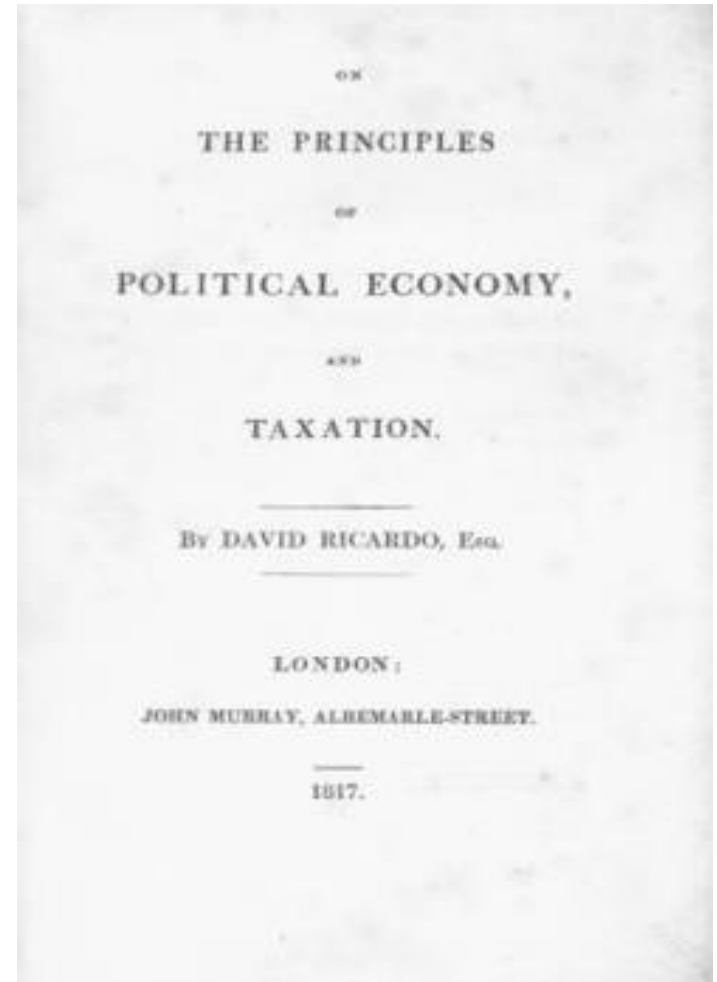 ON
THE PRINCIPLES
OF
POLITICAL ECONOMY,
AND
TAXATION.
BY DAVID RICARDO, ESQ.
LONDON:
JOHN MURRAY, ALBEMARLE-STREET.
1817.